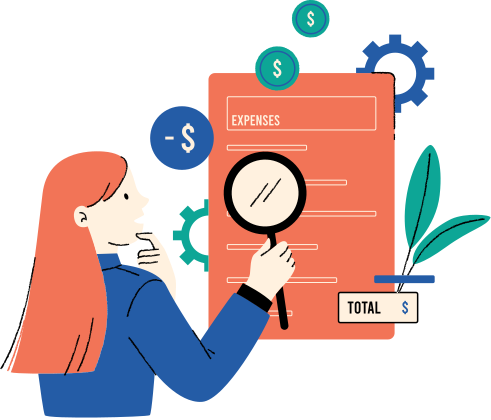 $
$
- $
EXPENSES
TOTAL $